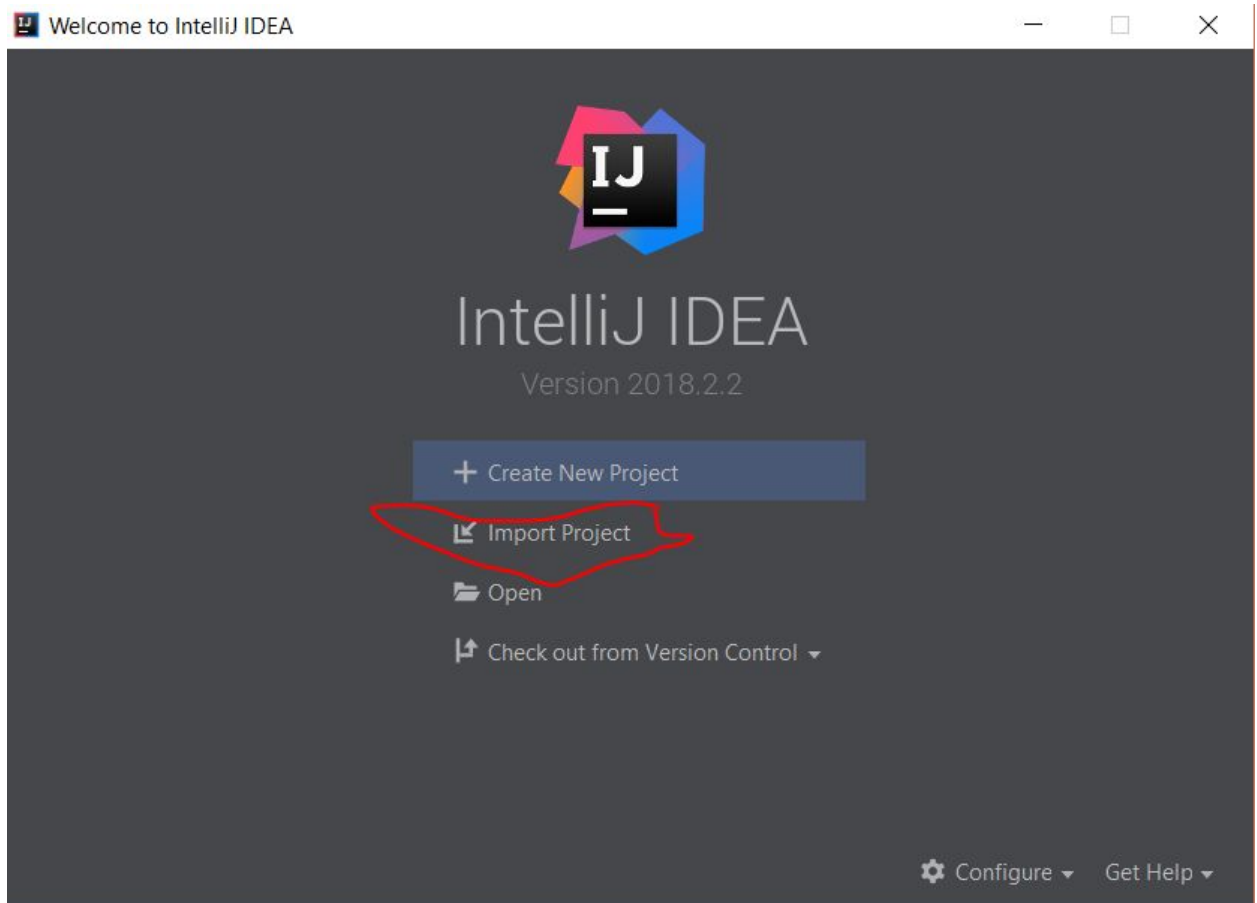 Welcome to IntelliJ IDEA
IJ
IntelliJ IDEA
Version 2018.2.2
Create New Project
Import Project
Open
Check out from Version Control
Configure Get Help